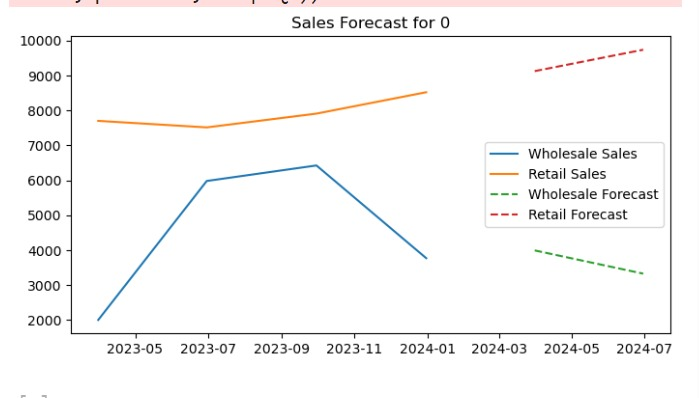 Sales Forecast for 0
10000
9000
8000
7000
6000
5000
4000
3000
2000
Wholesale Sales
Retail Sales
Wholesale Forecast
Retail Forecast
2023-05 2023-07 2023-09 2023-11 2024-01 2024-03 2024-05 2024-07